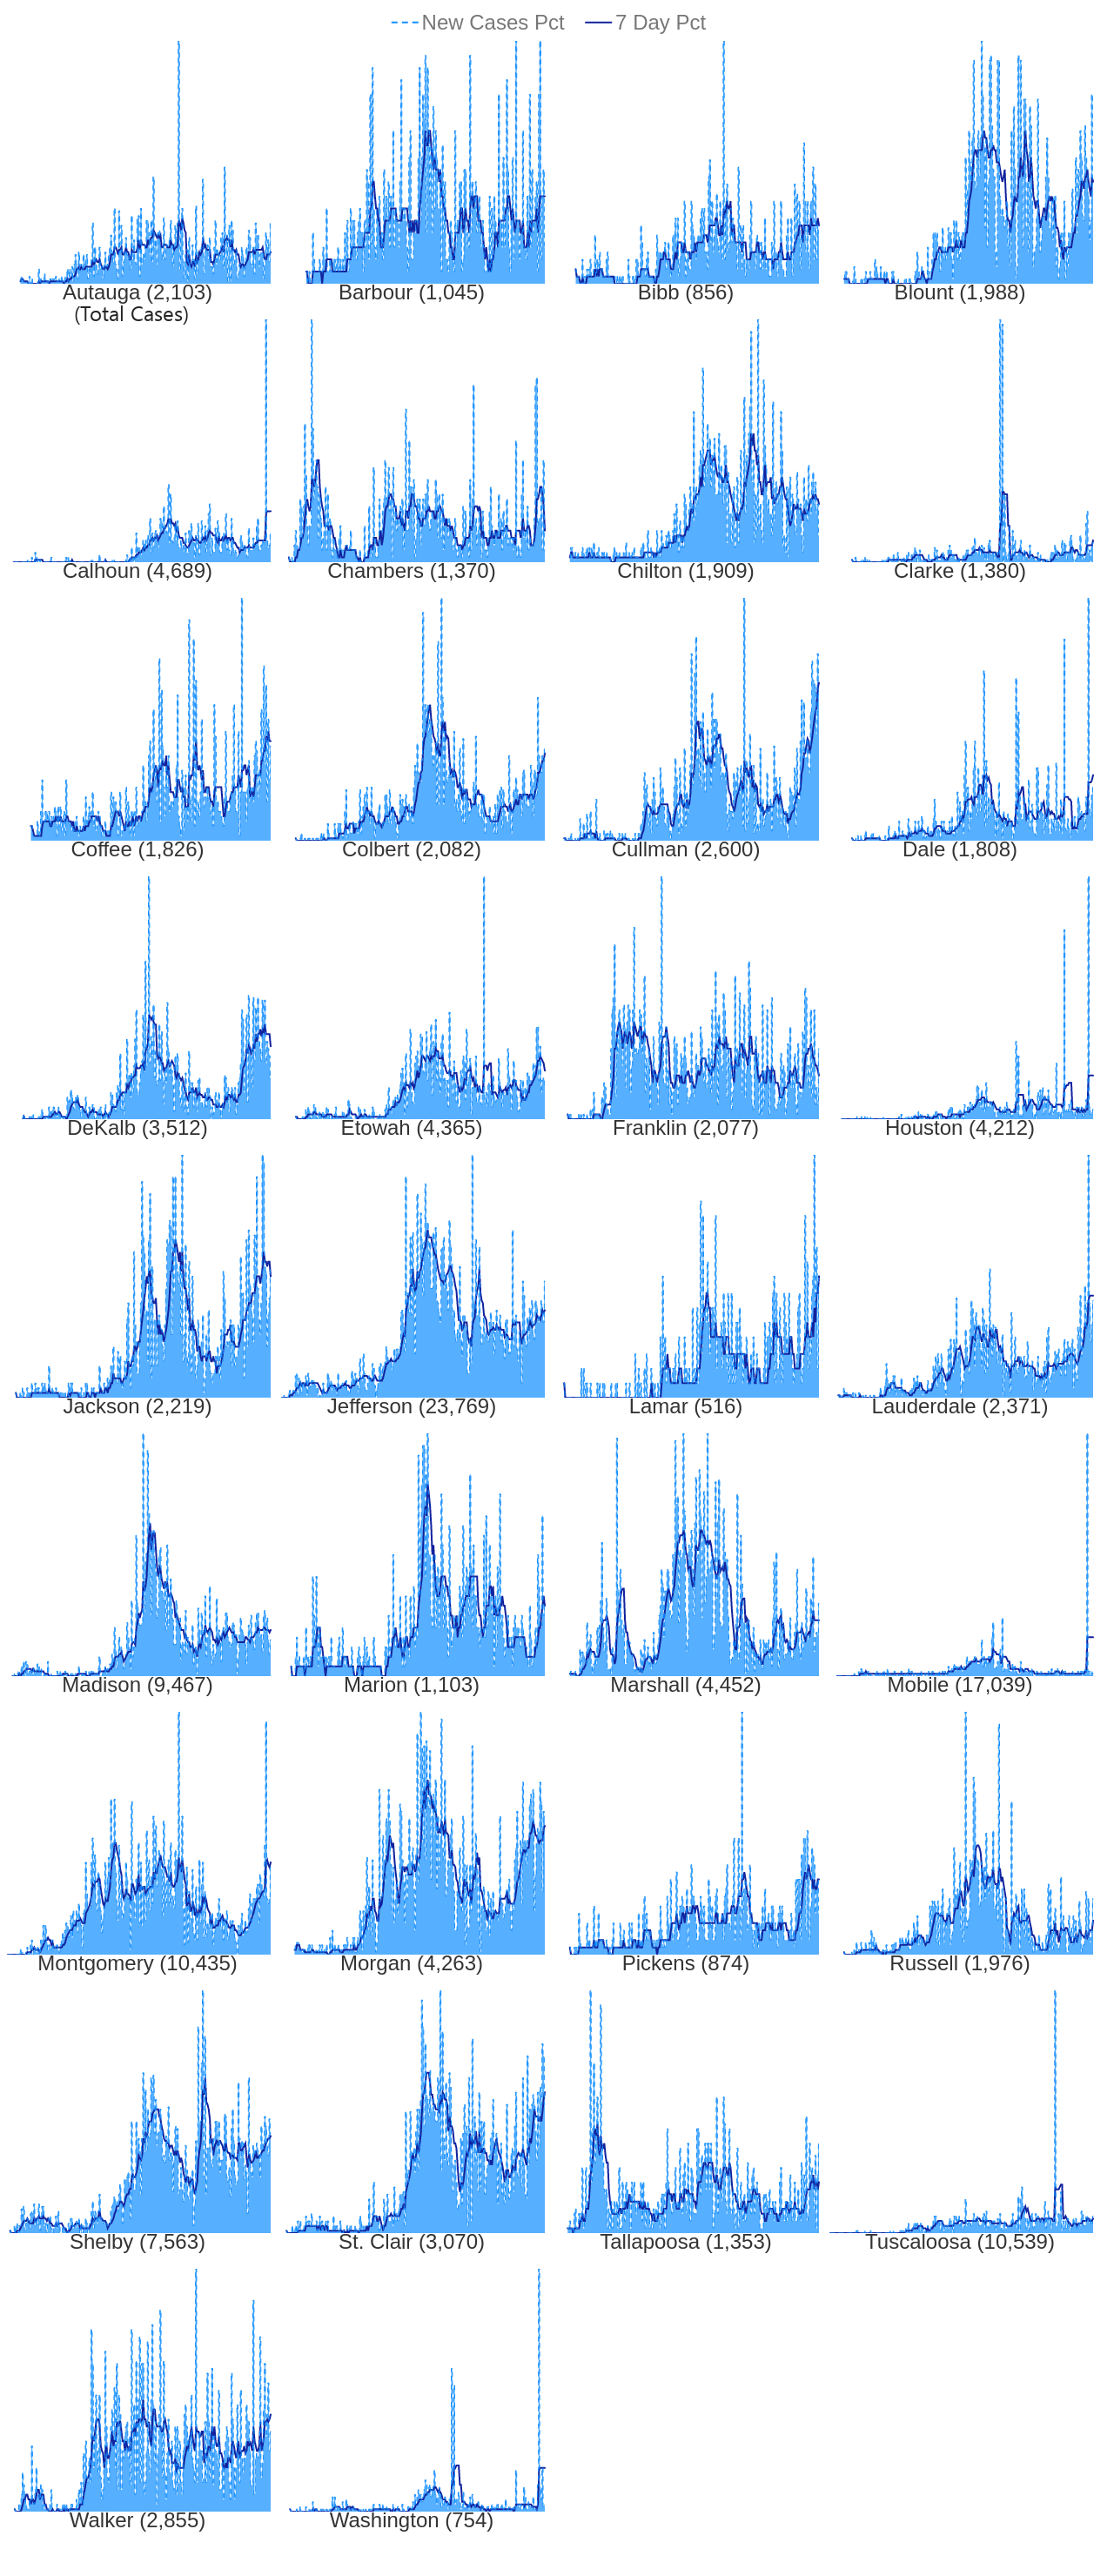 New Cases Pct 7 Day Pct
Autauga (2,103) Barbour (1,045) Bibb (856) Blount (1,988)
(Total Cases)
Calhoun (4,689) Chambers (1,370) Chilton (1,909) Clarke (1,380)
Coffee (1,826) Colbert (2,082) Cullman (2,600) Dale (1,808)
DeKalb (3,512) Etowah (4,365) Franklin (2,077) Houston (4,212)
Jackson (2,219) Jefferson (23,769) Lamar (516) Lauderdale (2,371)
Madison (9,467) Marion (1,103) Marshall (4,452) Mobile (17,039)
Montgomery (10,435) Morgan (4,263) Pickens (874) Russell (1,976)
Shelby (7,563) St. Clair (3,070) Tallapoosa (1,353) Tuscaloosa (10,539)
Walker (2,855) Washington (754)